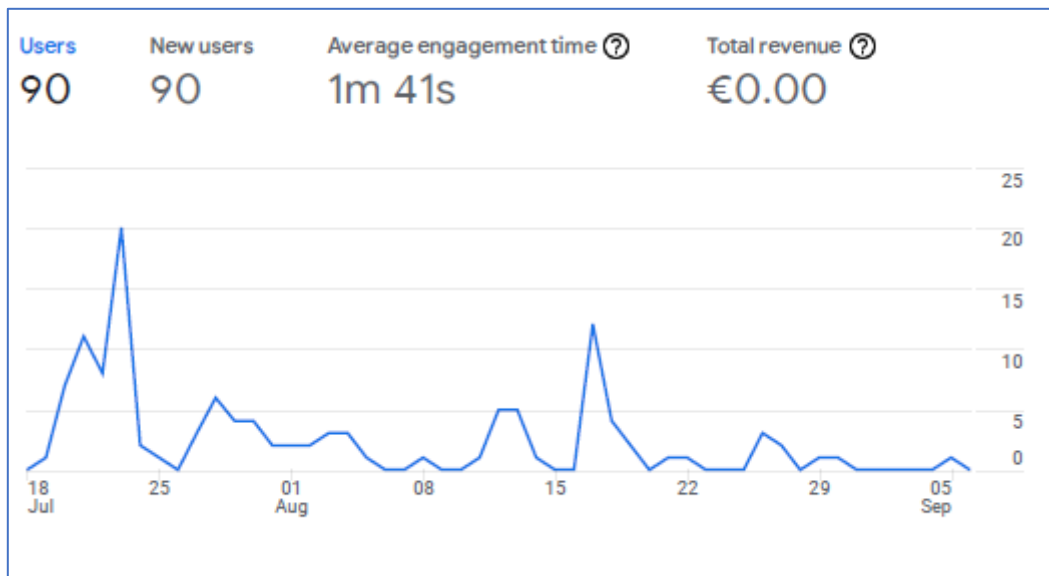 Users New users Average engagement time ? Total revenue ?
90 90 1m 41s €0.00
25
20
15
10
5
0
18 25 01 08 15 22 29 05
Jul Aug Sep